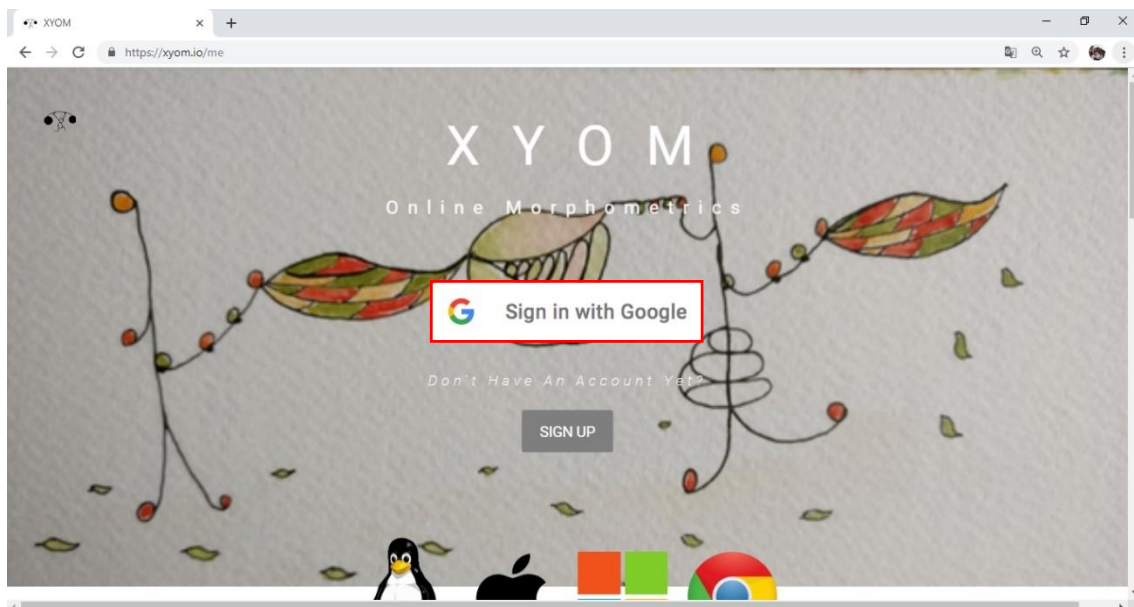 XYOM
https://xyom.io/me
X Y O M
Online Morphometrics
Sign in with Google
Don't Have An Account Yet?
SIGN UP